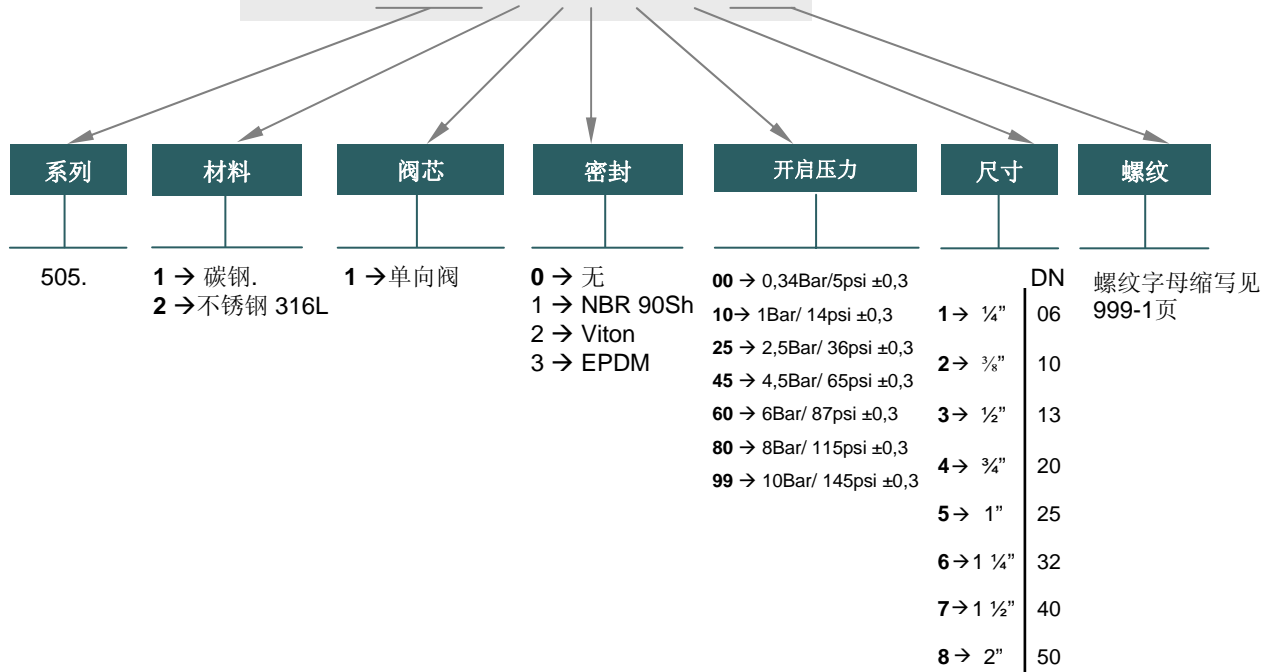 系列
材料
阀芯
密封
开启压力
尺寸
螺纹
505.
1 → 碳钢.
2 →不锈钢 316L
1 →单向阀
0 → 无
1 → NBR 90Sh
2 → Viton
3 → EPDM
00 → 0,34Bar/5psi ±0,3
10→ 1Bar/ 14psi ±0,3
25 → 2,5Bar/ 36psi ±0,3
45 → 4,5Bar/ 65psi ±0,3
60 → 6Bar/ 87psi ±0,3
80 → 8Bar/ 115psi ±0,3
99 → 10Bar/ 145psi ±0,3
DN
1→ ¼” 06
2→ ⅜” 10
3→ ½” 13
4→ ¾” 20
5→ 1” 25
6→1 ¼” 32
7→1 ½” 40
8→ 2” 50
螺纹字母缩写见
999-1页